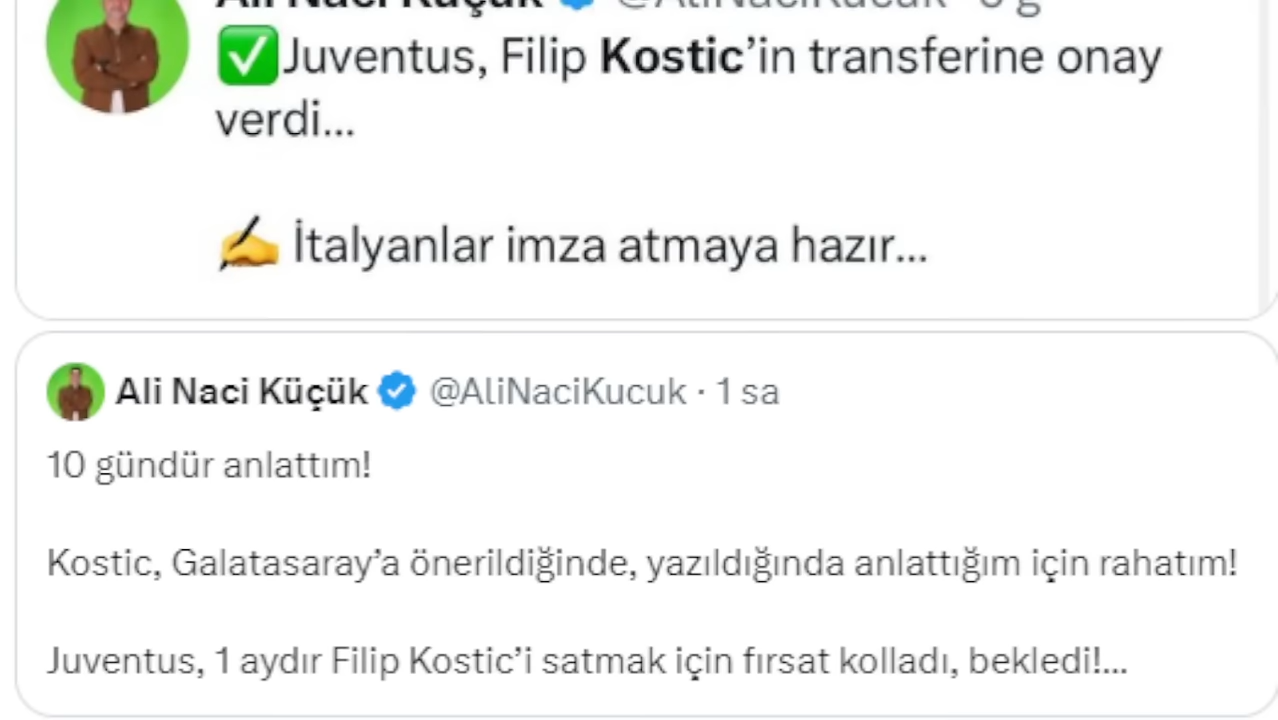 Ali Naci Küçük @AliNaciKucuk
✅Juventus, Filip Kostic’in transferine onay
verdi...
✍️ İtalyanlar imza atmaya hazır...
Ali Naci Küçük @AliNaciKucuk · 1 sa
10 gündür anlattım!
Kostic, Galatasaray’a önerildiğinde, yazıldığında anlattığım için rahatım!
Juventus, 1 aydır Filip Kostic’i satmak için fırsat kolladı, bekledi!...